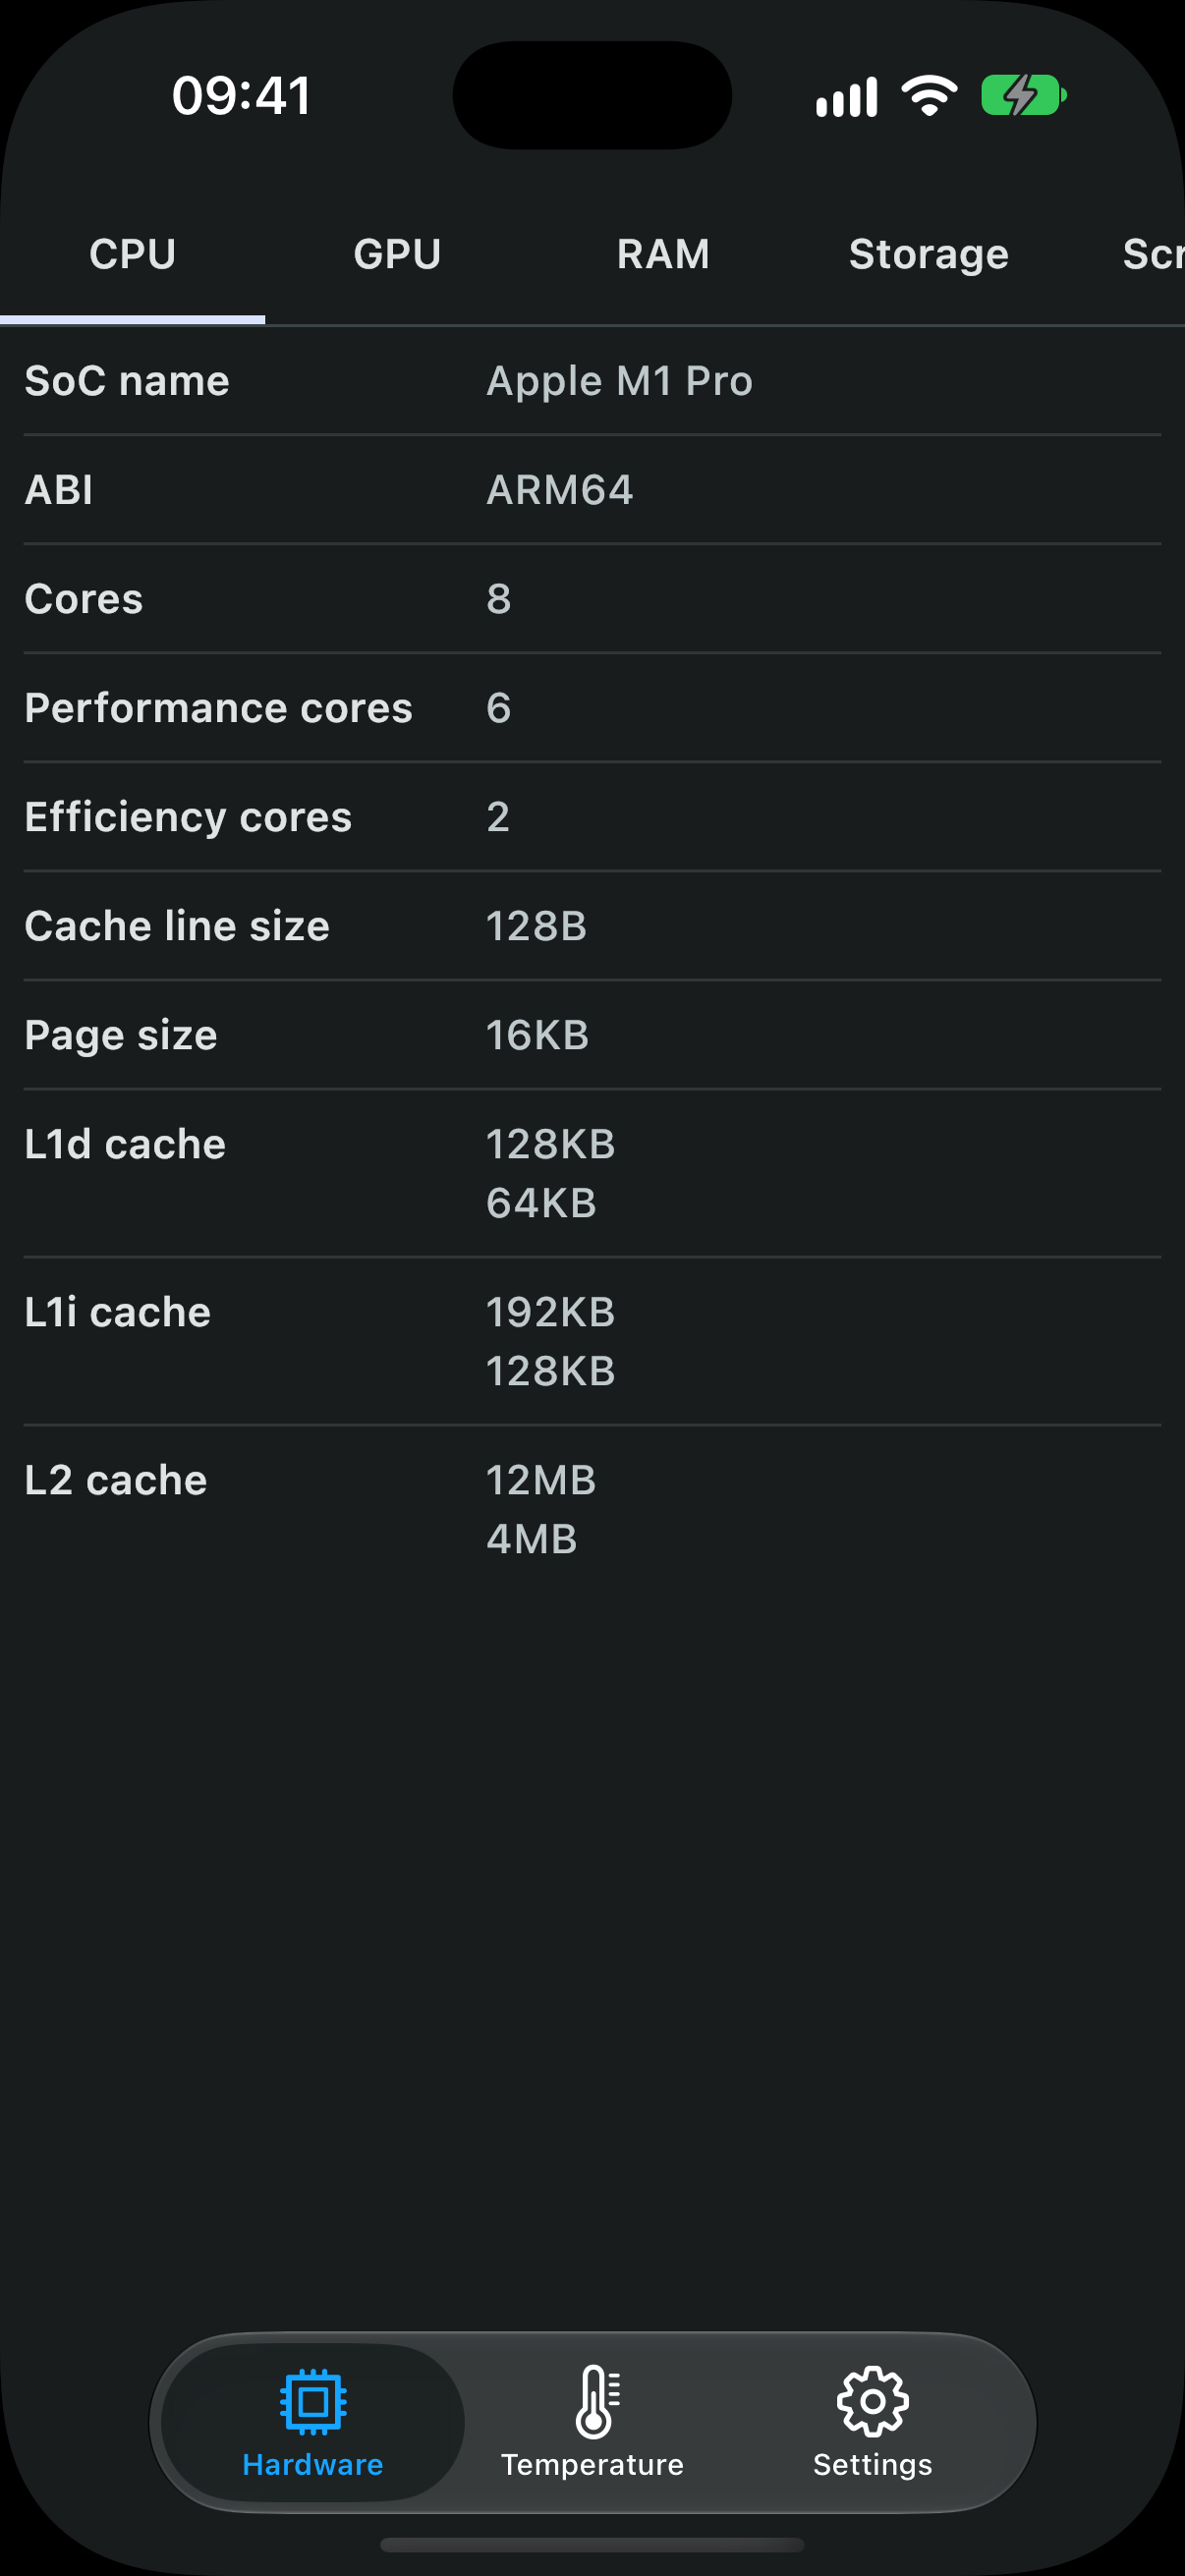 09:41
CPU GPU RAM Storage Scr
SoC name Apple M1 Pro
ABI ARM64
Cores 8
Performance cores 6
Efficiency cores 2
Cache line size 128B
Page size 16KB
L1d cache 128KB
64KB
L1i cache 192KB
128KB
L2 cache 12MB
4MB
Hardware Temperature Settings